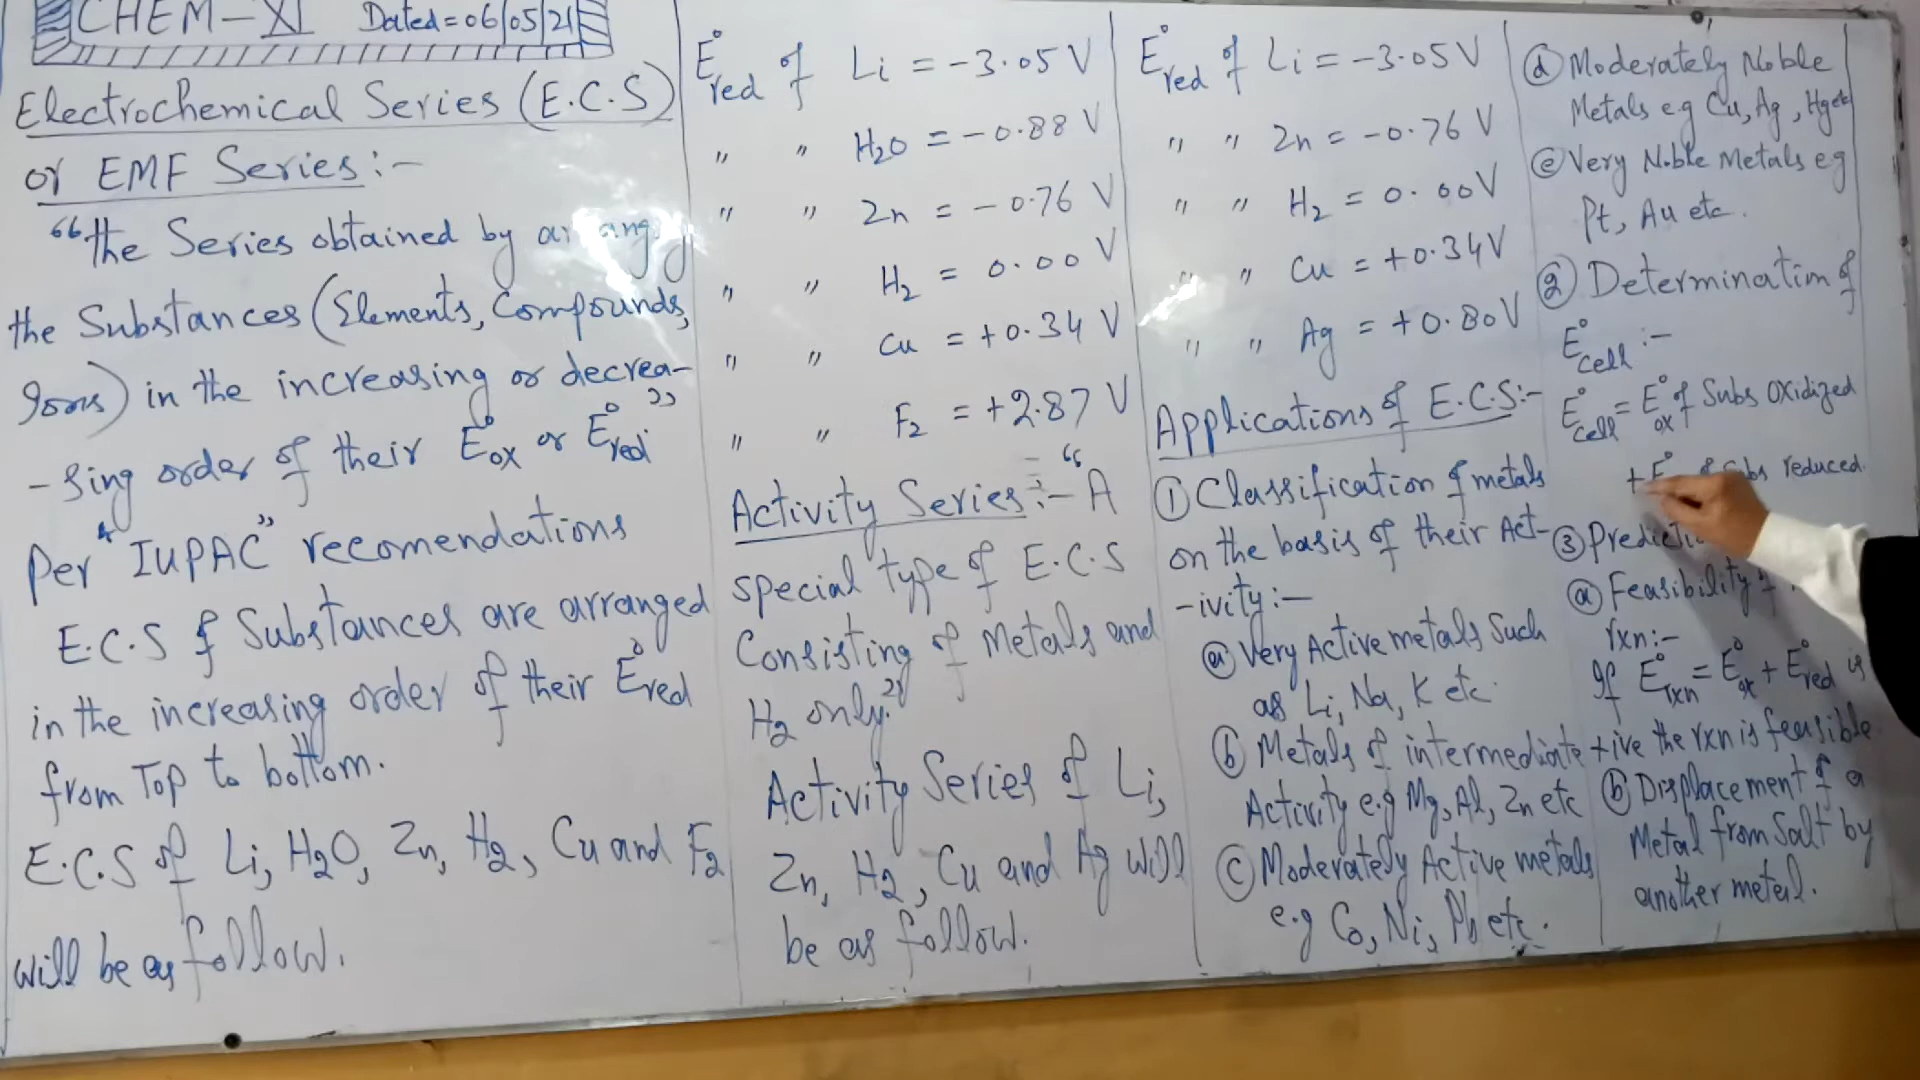 CHEM-XI Dated=06/05/21
Electrochemical Series (E.C.S)
or EMF Series:-
"the Series obtained by
the Substances (Elements, Compounds,
Ions) in the increasing or decrea-
-sing order of their E°ox or E°red"
Per "IUPAC" recomendations
E.C.S of Substances are arranged
in the increasing order of their E°red
from Top to bottom.
E.C.S of Li, H2O, Zn, H2, Cu and F2
will be as follow.
E°red of Li = -3.05 V
" " H2O = -0.88 V
" " Zn = -0.76 V
" " H2 = 0.00 V
" " Cu = +0.34 V
" " F2 = +2.87 V
Activity Series:- "A
special type of E.C.S
Consisting of Metals and
H2 only."
Activity Series of Li,
Zn, H2, Cu and Ag will
be as follow.
E°red of Li = -3.05 V
" " Zn = -0.76 V
" " H2 = 0.00 V
" " Cu = +0.34 V
" " Ag = +0.80 V
Applications of E.C.S:-
① Classification of metals
on the basis of their Act-
-ivity:-
ⓐ Very Active metals Such
as Li, Na, K etc.
ⓑ Metals of intermediate
Activity e.g Mg, Al, Zn etc
ⓒ Moderately Active metals
e.g Co, Ni, Pb etc.
ⓓ Moderately Noble
Metals eg Cu, Ag, Hg etc
ⓔ Very Noble Metals eg
Pt, Au etc.
② Determination of
E°cell :-
E°cell = E°ox of Subs Oxidized
+ E° Subs reduced
③
ⓐ Feasibility of
rxn:-
If E°rxn = E°ox + E°red is
+ive the rxn is feasible
ⓑ Displacement of a
Metal from Salt by
another metal.